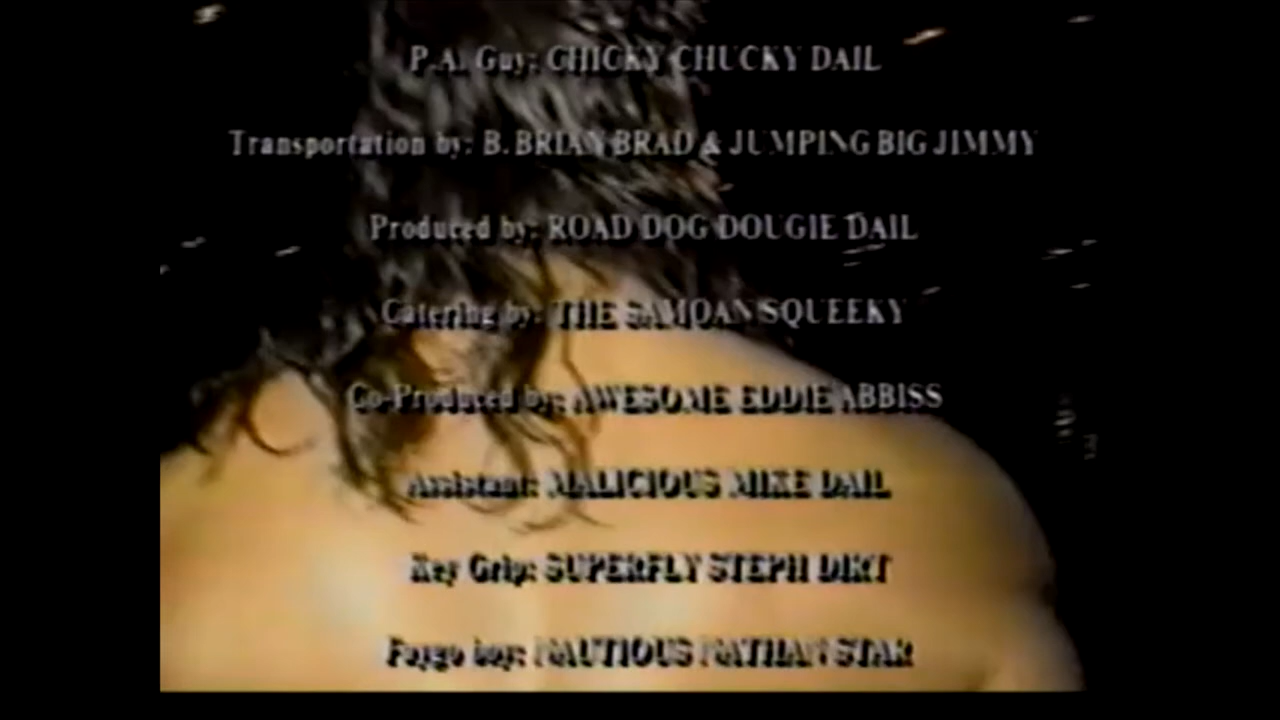 P.A. Guy: CHICKY CHUCKY DAIL
Transportation by: B. BRIAN BRAD & JUMPING BIG JIMMY
Produced by: ROAD DOG DOUGIE DAIL
Catering by: THE SAMOAN SQUEEKY
Co-Produced by: AWESOME EDDIE ABBISS
Assistant: MALICIOUS MIKE DAIL
Key Grip: SUPERFLY STEPH DIRT
Faygo boy: NAUTIOUS NATHAN STAR